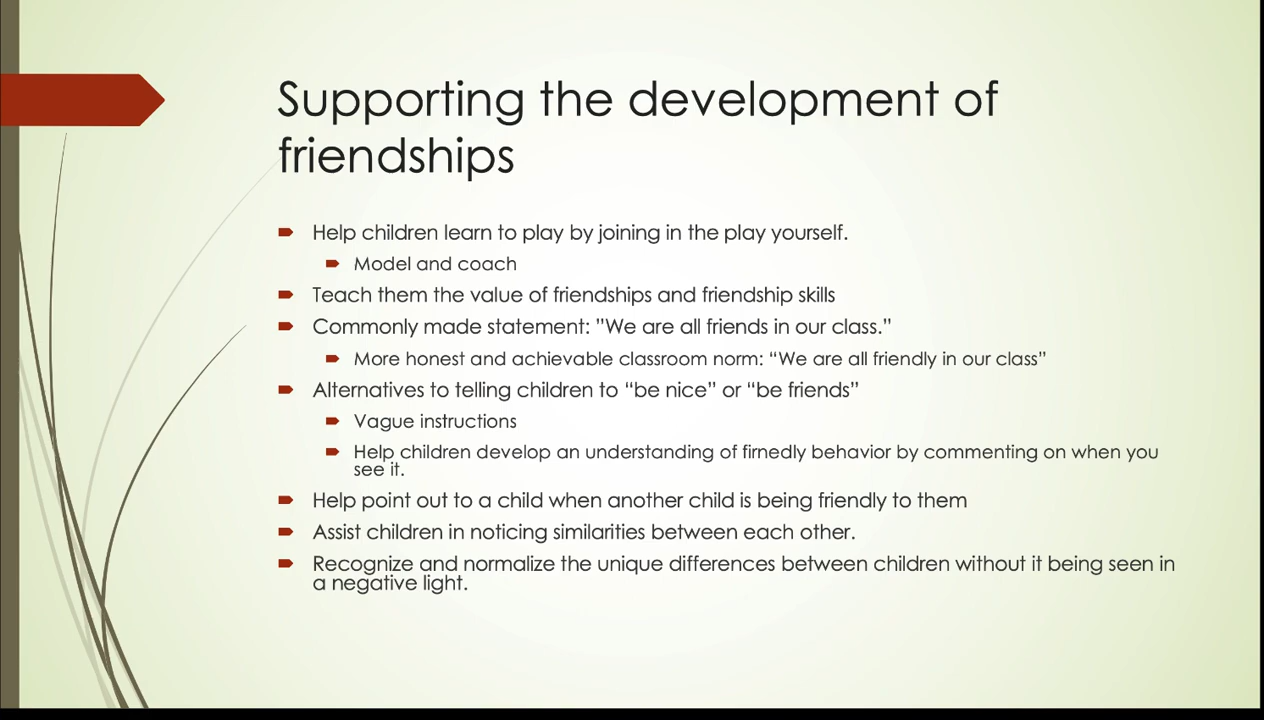 Supporting the development of
friendships
Help children learn to play by joining in the play yourself.
Model and coach
Teach them the value of friendships and friendship skills
Commonly made statement: ”We are all friends in our class.”
More honest and achievable classroom norm: “We are all friendly in our class”
Alternatives to telling children to “be nice” or “be friends”
Vague instructions
Help children develop an understanding of firnedly behavior by commenting on when you
see it.
Help point out to a child when another child is being friendly to them
Assist children in noticing similarities between each other.
Recognize and normalize the unique differences between children without it being seen in
a negative light.